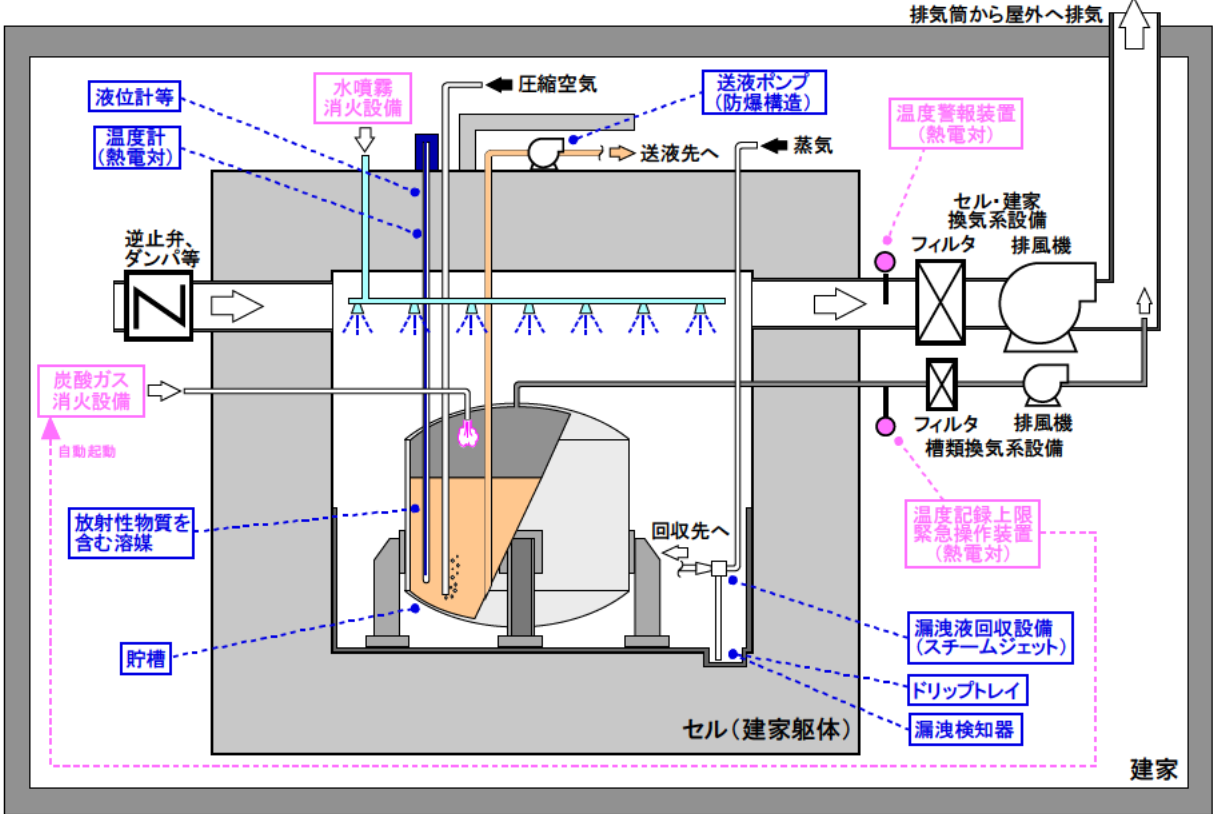 排気筒から屋外へ排気
液位計等
水噴霧
消火設備
圧縮空気
送液ポンプ
(防爆構造)
温度計
(熱電対)
送液先へ
蒸気
温度警報装置
(熱電対)
逆止弁、
ダンパ等
セル・建家
換気系設備
フィルタ
排風機
炭酸ガス
消火設備
自動起動
フィルタ
排風機
槽類換気系設備
放射性物質を
含む溶媒
回収先へ
温度記録上限
緊急操作装置
(熱電対)
貯槽
漏洩液回収設備
(スチームジェット)
ドリップトレイ
漏洩検知器
セル(建家躯体)
建家